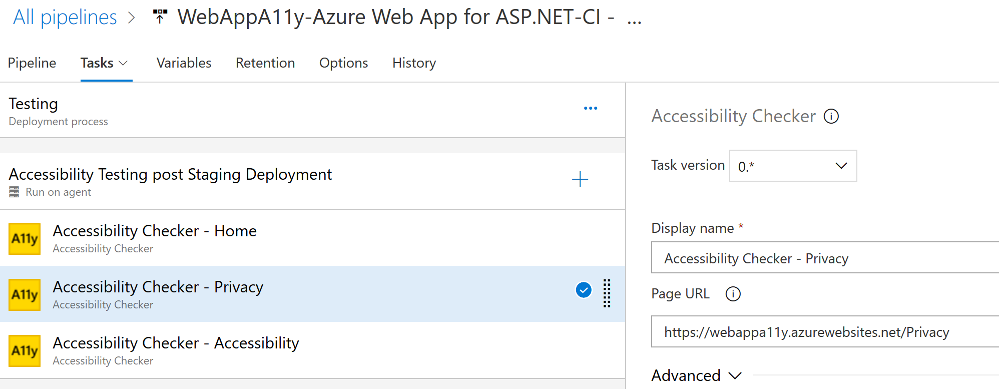 All pipelines > WebAppA11y-Azure Web App for ASP.NET-CI - ...
Pipeline Tasks Variables Retention Options History
Testing
Deployment process
Accessibility Testing post Staging Deployment
Run on agent
A11y Accessibility Checker - Home
Accessibility Checker
A11y Accessibility Checker - Privacy
Accessibility Checker
A11y Accessibility Checker - Accessibility
Accessibility Checker
Accessibility Checker
Task version 0.*
Display name *
Accessibility Checker - Privacy
Page URL
https://webappa11y.azurewebsites.net/Privacy
Advanced